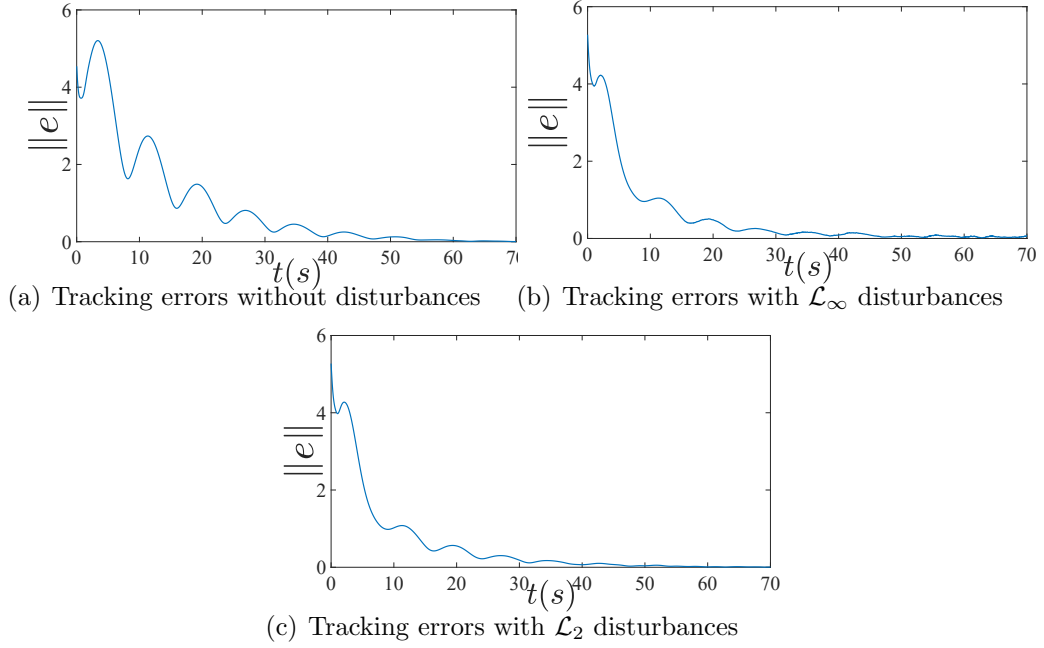 6
4
2
0
||e||
0 10 20 30 40 50 60 70
t(s)
(a) Tracking errors without disturbances
6
4
2
0
||e||
0 10 20 30 40 50 60 70
t(s)
(b) Tracking errors with 𝓛∞ disturbances
6
4
2
0
||e||
0 10 20 30 40 50 60 70
t(s)
(c) Tracking errors with 𝓛₂ disturbances